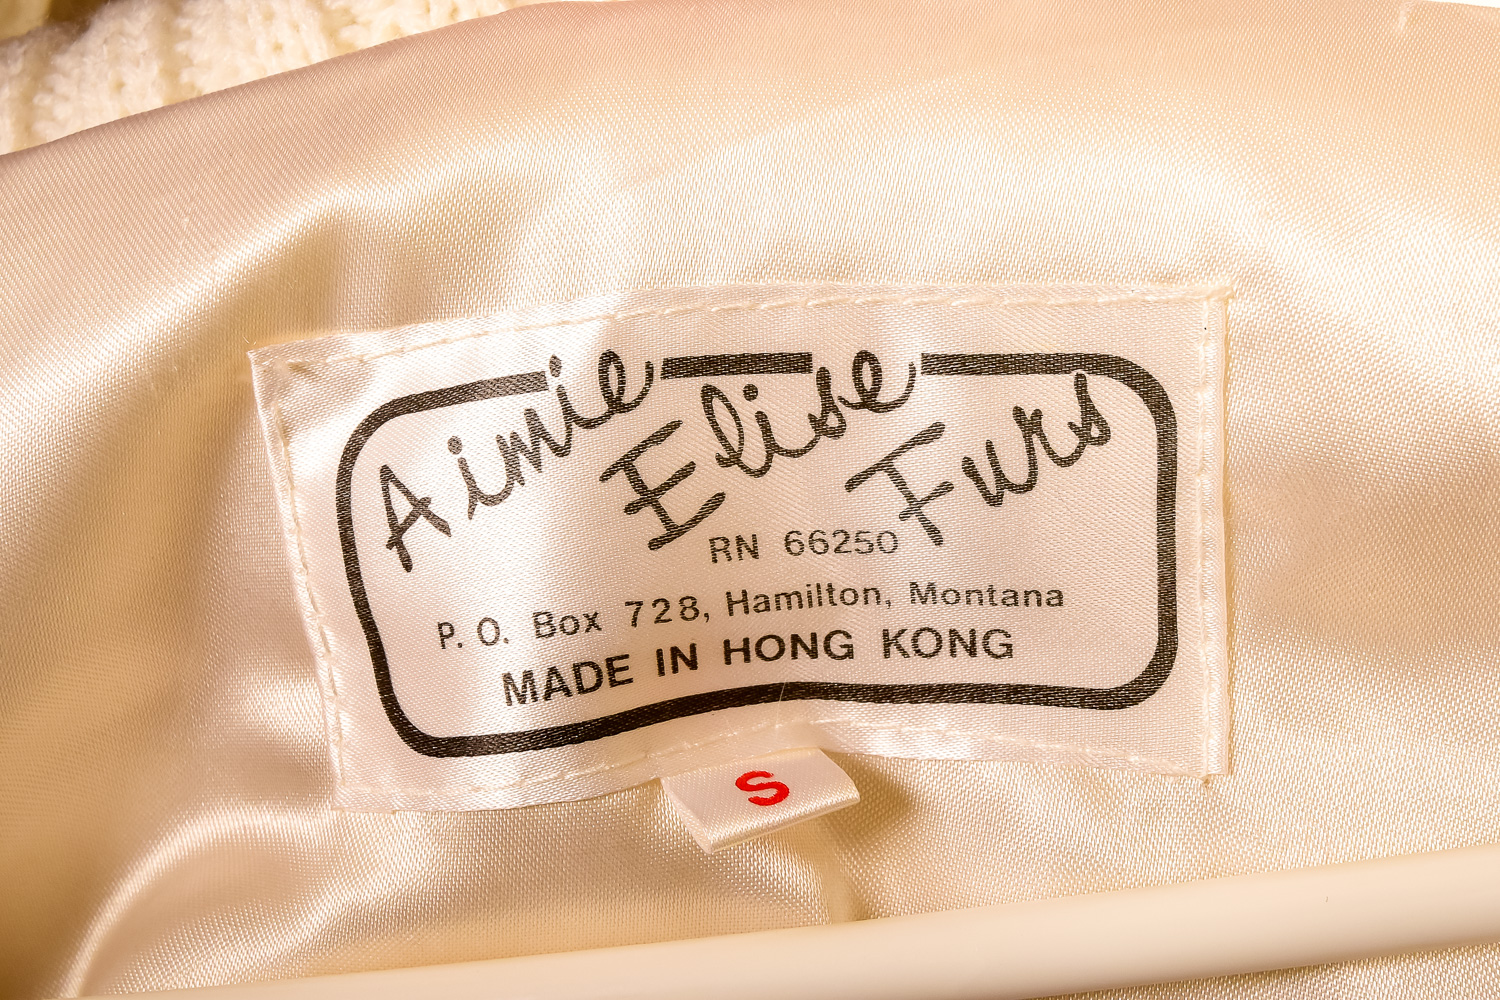 Aimie Elise Furs
RN 66250
P. O. Box 728, Hamilton, Montana
MADE IN HONG KONG
S